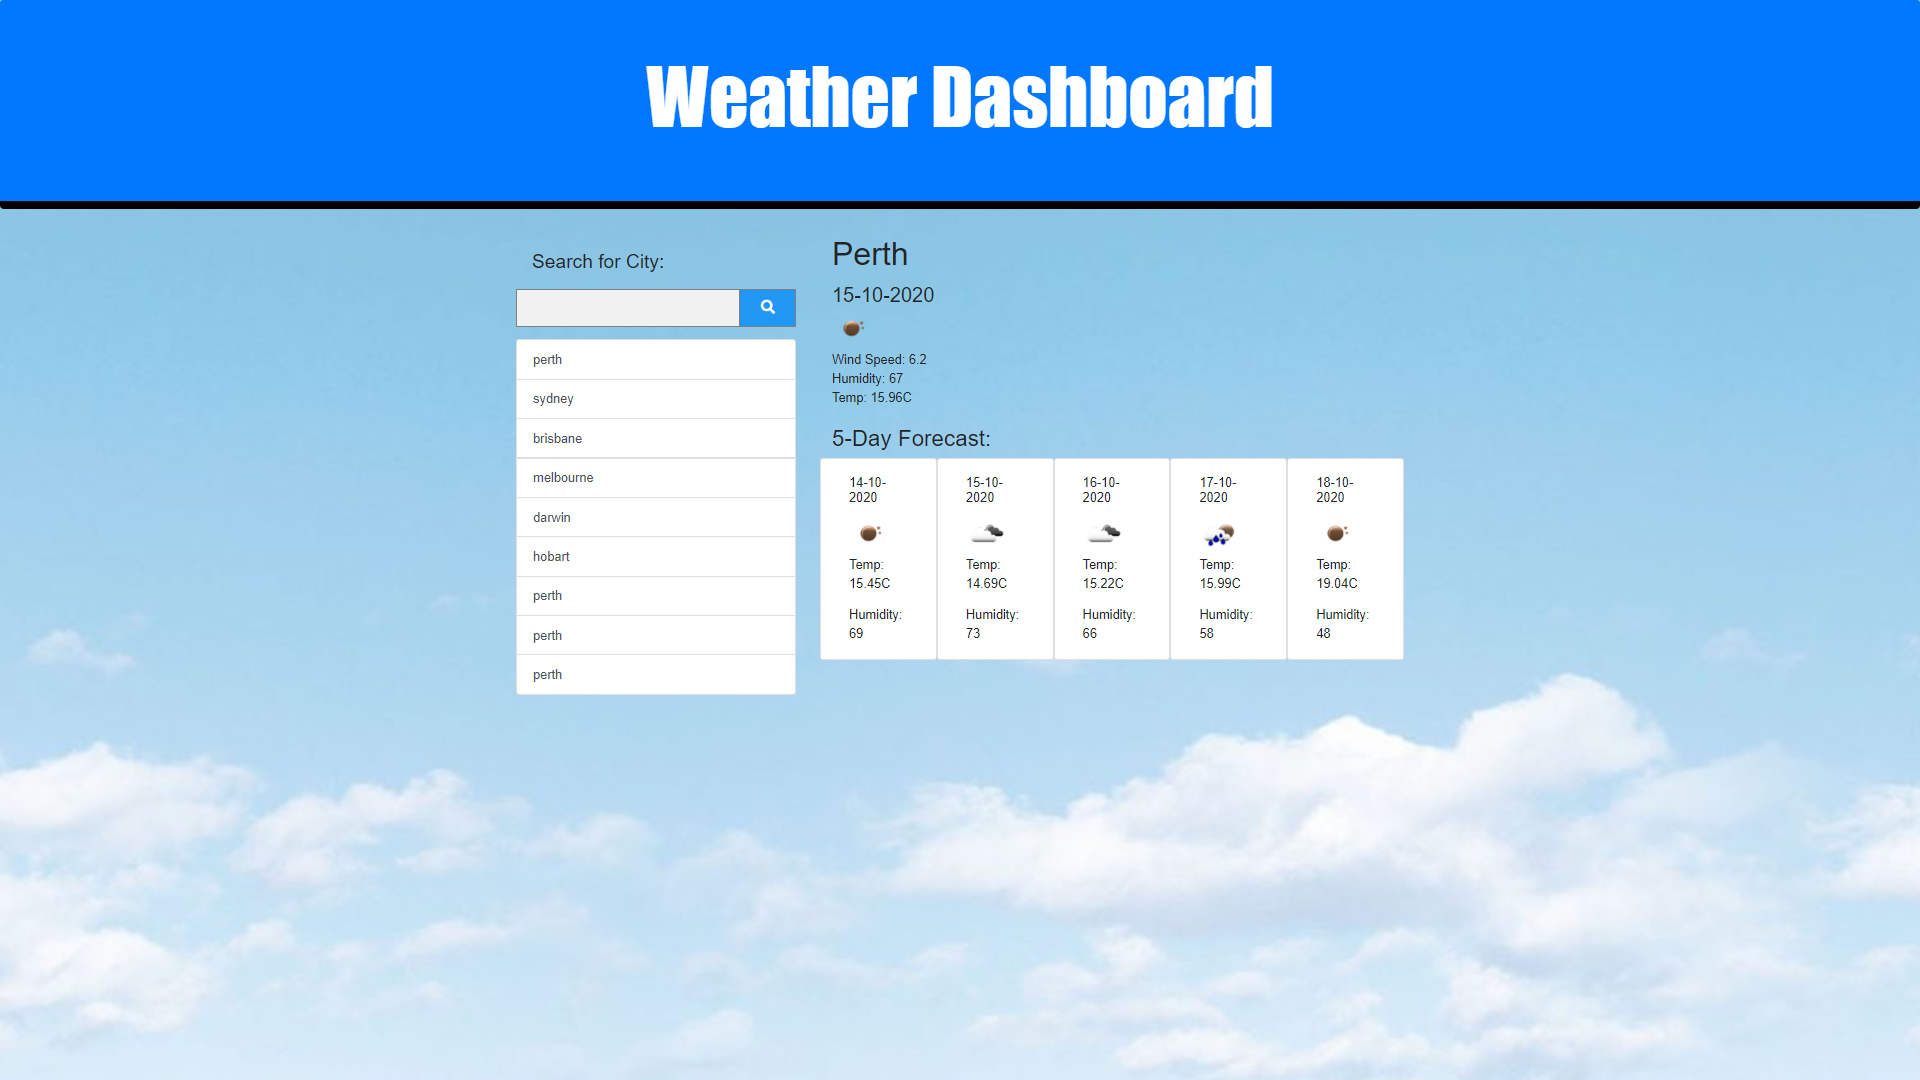 Weather Dashboard
Search for City:
perth
sydney
brisbane
melbourne
darwin
hobart
perth
perth
perth
Perth
15-10-2020
Wind Speed: 6.2
Humidity: 67
Temp: 15.96C
5-Day Forecast:
14-10-
2020
Temp:
15.45C
Humidity:
69
15-10-
2020
Temp:
14.69C
Humidity:
73
16-10-
2020
Temp:
15.22C
Humidity:
66
17-10-
2020
Temp:
15.99C
Humidity:
58
18-10-
2020
Temp:
19.04C
Humidity:
48